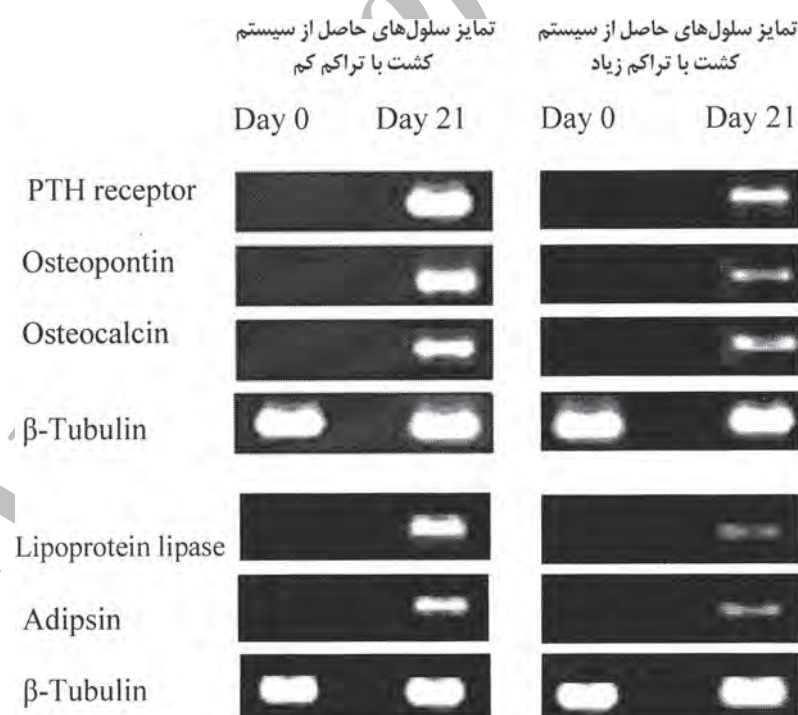 تمایز سلول‌های حاصل از سیستم
کشت با تراکم کم
تمایز سلول‌های حاصل از سیستم
کشت با تراکم زیاد
Day 0 Day 21 Day 0 Day 21
PTH receptor
Osteopontin
Osteocalcin
β-Tubulin
Lipoprotein lipase
Adipsin
β-Tubulin